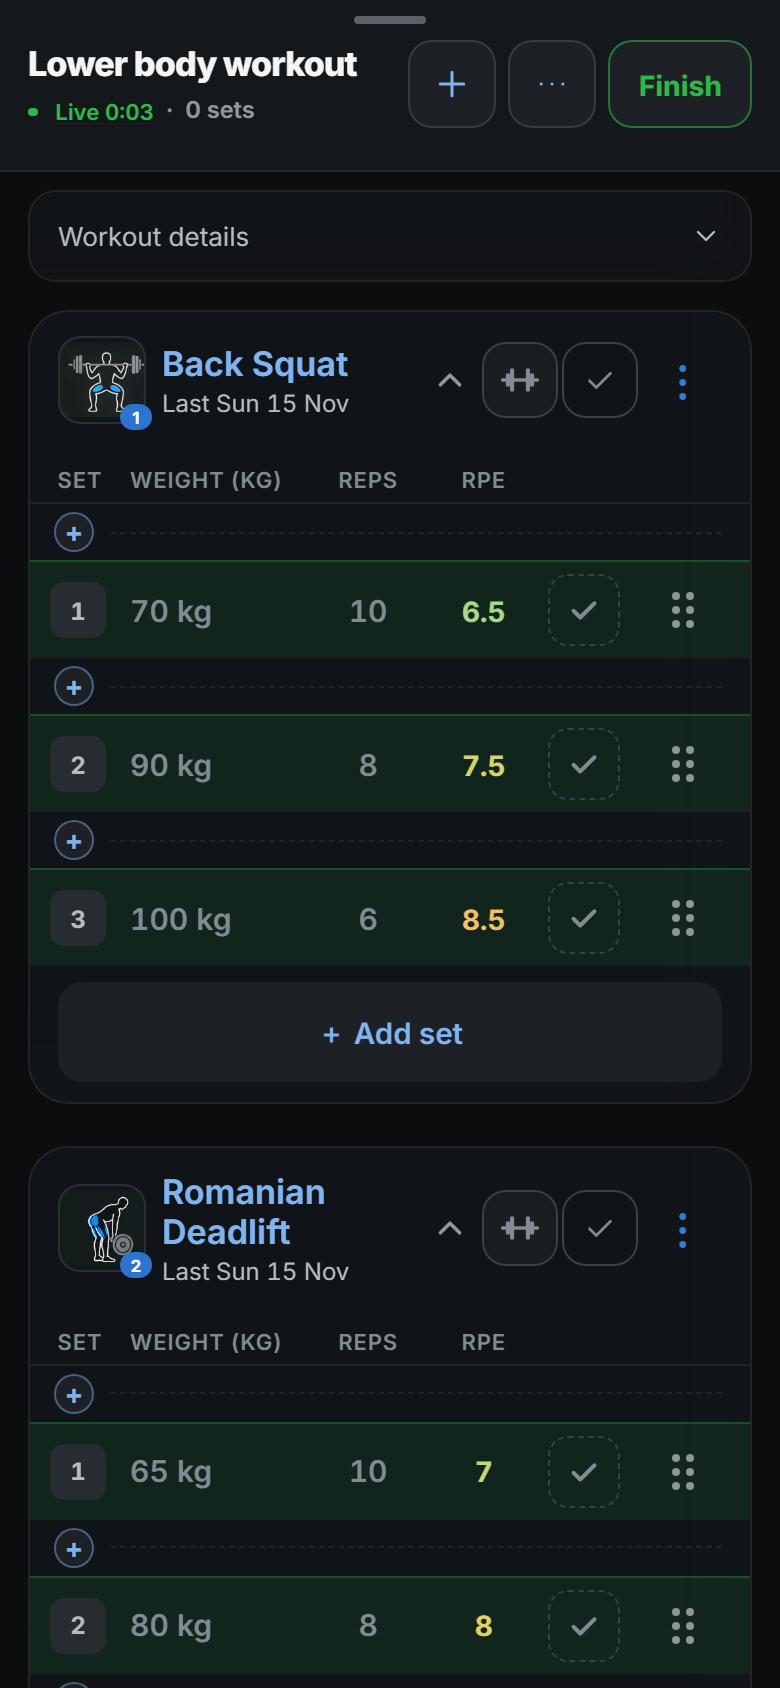 Lower body workout
Live 0:03 · 0 sets
+
...
Finish
Workout details
1
Back Squat
Last Sun 15 Nov
SET WEIGHT (KG) REPS RPE
+
1 70 kg 10 6.5
+
2 90 kg 8 7.5
+
3 100 kg 6 8.5
+ Add set
2
Romanian
Deadlift
Last Sun 15 Nov
SET WEIGHT (KG) REPS RPE
+
1 65 kg 10 7
+
2 80 kg 8 8